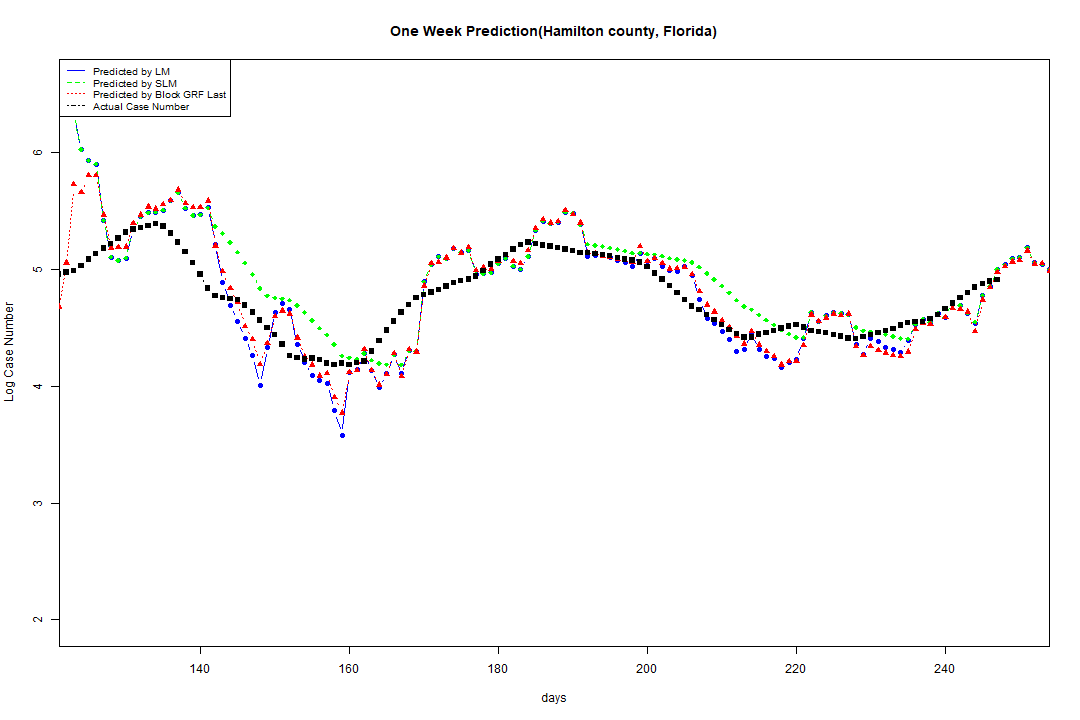 One Week Prediction(Hamilton county, Florida)
Predicted by LM
Predicted by SLM
Predicted by Block GRF Last
Actual Case Number
6
5
4
3
2
Log Case Number
140 160 180 200 220 240
days